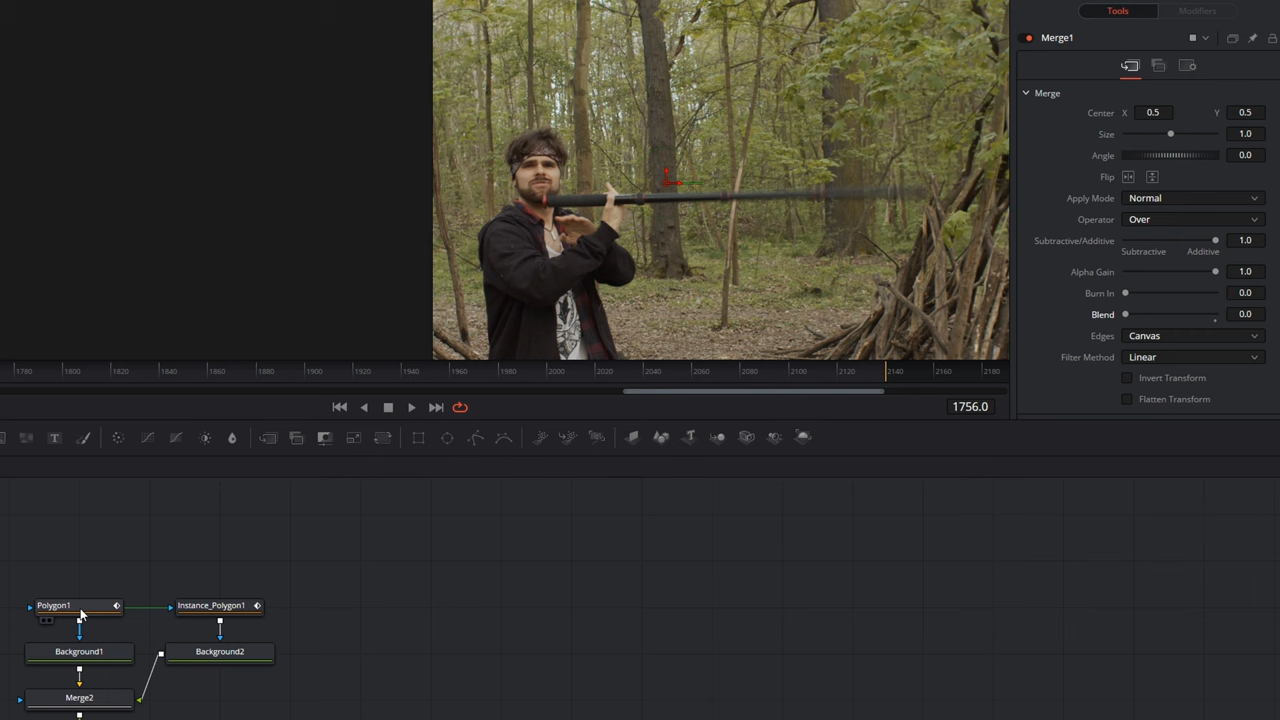 Tools Modifiers
Merge1
Merge
Center X 0.5 Y 0.5
Size 1.0
Angle 0.0
Flip
Apply Mode Normal
Operator Over
Subtractive/Additive 1.0
Subtractive Additive
Alpha Gain 1.0
Burn In 0.0
Blend 0.0
Edges Canvas
Filter Method Linear
Invert Transform
Flatten Transform
1780 1800 1820 1840 1860 1880 1900 1920 1940 1960 1980 2000 2020 2040 2060 2080 2100 2120 2140 2160 2180
1756.0
T T
Polygon1 Instance_Polygon1
Background1 Background2
Merge2